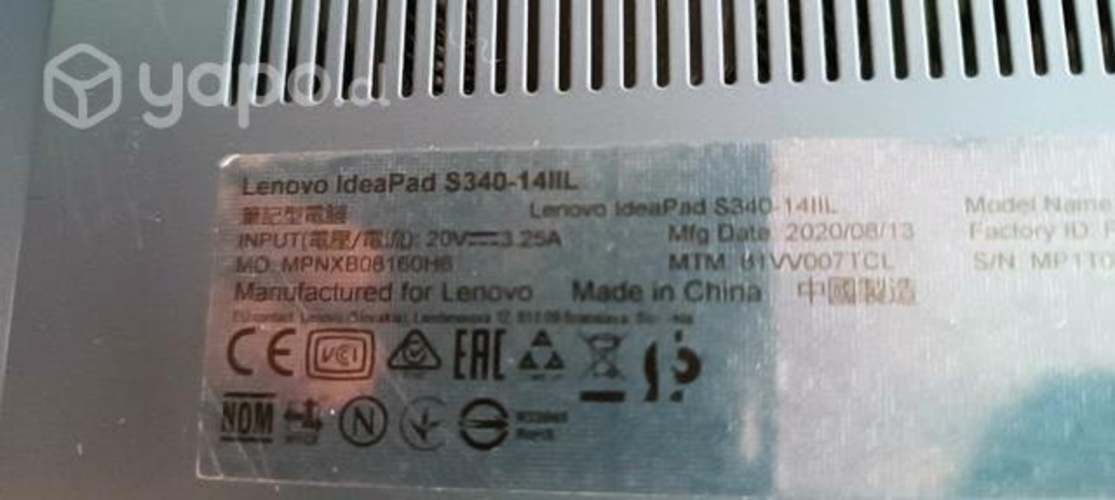 yapo.cl
Lenovo IdeaPad S340-14IIL
筆記型電腦 Lenovo IdeaPad S340-14IIL Model Name
INPUT(電壓/電流): 20V⎓3.25A Mfg Date 2020/08/13 Factory ID:
MO: MPNXB08160H6 MTM 81VV007TCL S/N MP1T0
Manufactured for Lenovo Made in China 中國製造
CE VCI EAC
NOM N